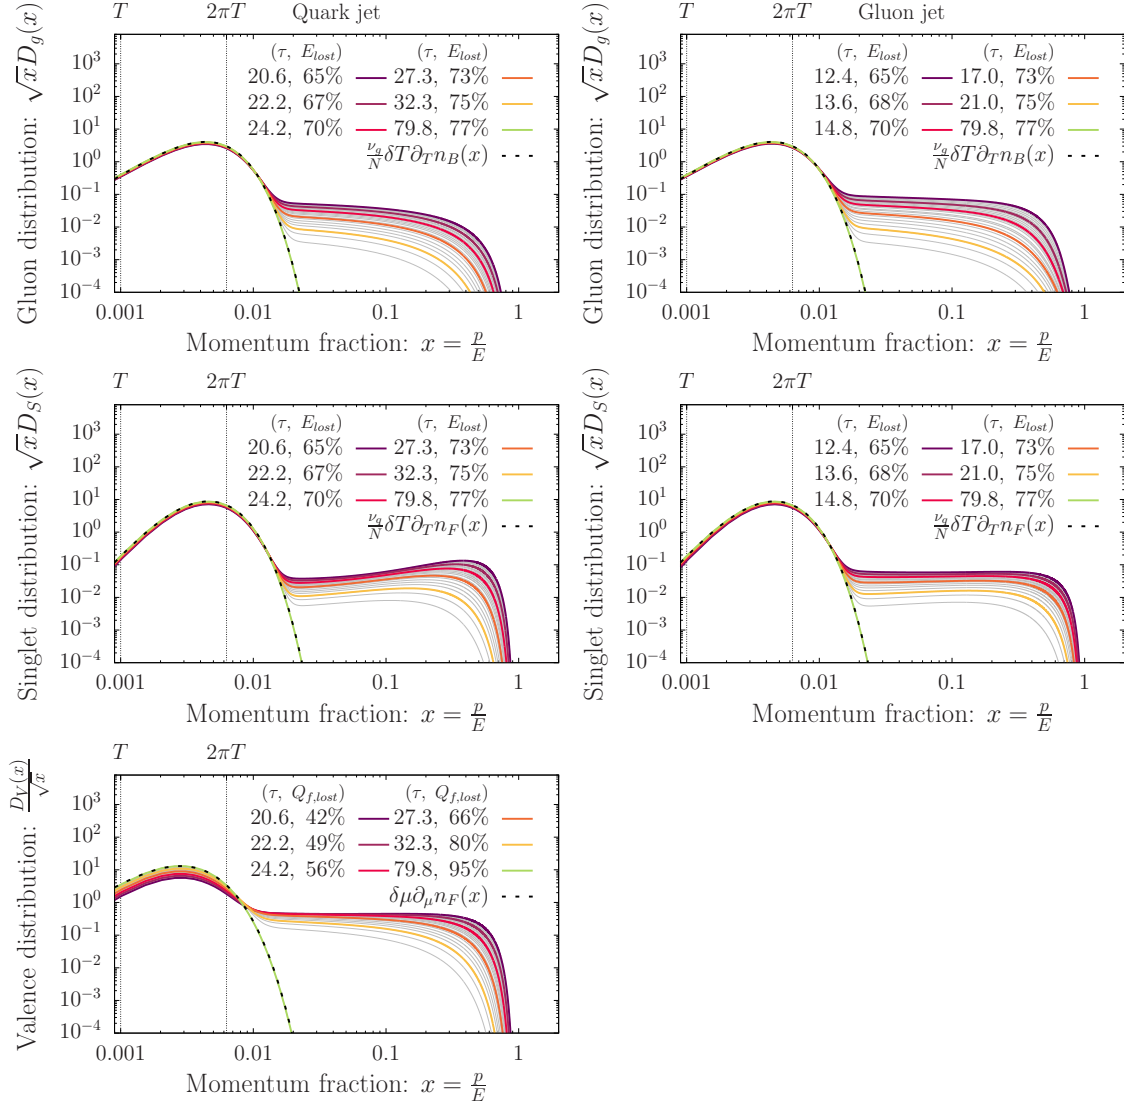 T 2πT Quark jet
Gluon distribution: √xD_g(x)
10^3
10^2
10^1
10^0
10^−1
10^−2
10^−3
10^−4
(τ, E_lost) (τ, E_lost)
20.6, 65% 27.3, 73%
22.2, 67% 32.3, 75%
24.2, 70% 79.8, 77%
ν_g/N δT∂_T n_B(x)
0.001 0.01 0.1 1
Momentum fraction: x = p/E
T 2πT Gluon jet
Gluon distribution: √xD_g(x)
10^3
10^2
10^1
10^0
10^−1
10^−2
10^−3
10^−4
(τ, E_lost) (τ, E_lost)
12.4, 65% 17.0, 73%
13.6, 68% 21.0, 75%
14.8, 70% 79.8, 77%
ν_g/N δT∂_T n_B(x)
0.001 0.01 0.1 1
Momentum fraction: x = p/E
T 2πT
Singlet distribution: √xD_S(x)
10^3
10^2
10^1
10^0
10^−1
10^−2
10^−3
10^−4
(τ, E_lost) (τ, E_lost)
20.6, 65% 27.3, 73%
22.2, 67% 32.3, 75%
24.2, 70% 79.8, 77%
ν_q/N δT∂_T n_F(x)
0.001 0.01 0.1 1
Momentum fraction: x = p/E
T 2πT
Singlet distribution: √xD_S(x)
10^3
10^2
10^1
10^0
10^−1
10^−2
10^−3
10^−4
(τ, E_lost) (τ, E_lost)
12.4, 65% 17.0, 73%
13.6, 68% 21.0, 75%
14.8, 70% 79.8, 77%
ν_q/N δT∂_T n_F(x)
0.001 0.01 0.1 1
Momentum fraction: x = p/E
T 2πT
Valence distribution: D_V(x)/√x
10^3
10^2
10^1
10^0
10^−1
10^−2
10^−3
10^−4
(τ, Q_f,lost) (τ, Q_f,lost)
20.6, 42% 27.3, 66%
22.2, 49% 32.3, 80%
24.2, 56% 79.8, 95%
δμ∂_μ n_F(x)
0.001 0.01 0.1 1
Momentum fraction: x = p/E